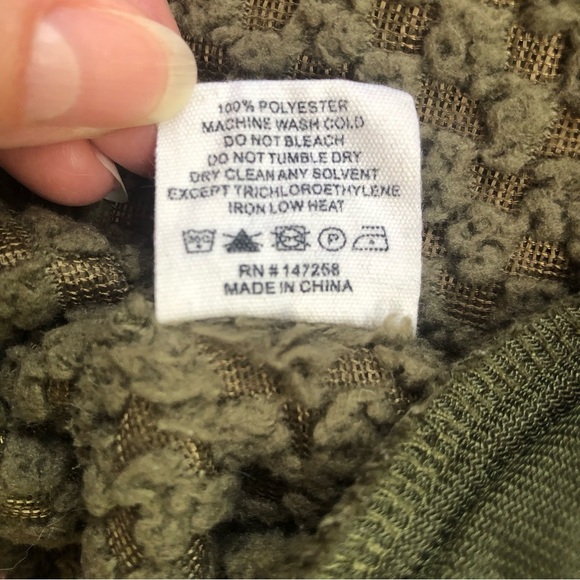 100% POLYESTER
MACHINE WASH COLD
DO NOT BLEACH
DO NOT TUMBLE DRY
DRY CLEAN ANY SOLVENT
EXCEPT TRICHLOROETHYLENE
IRON LOW HEAT
30C P
RN # 147258
MADE IN CHINA